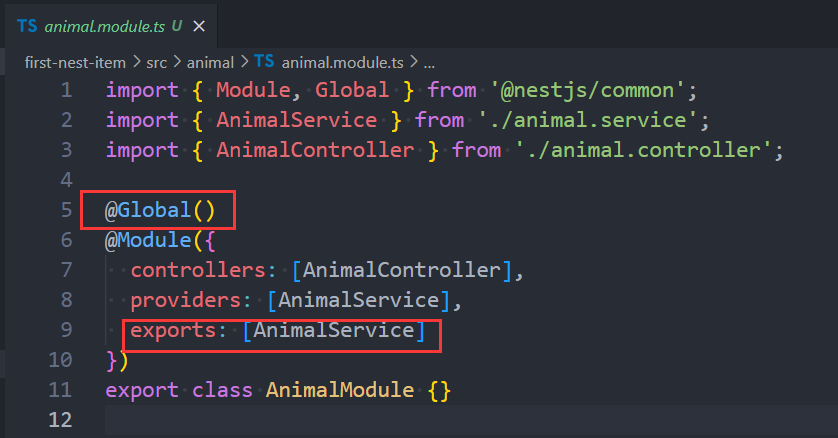 TS animal.module.ts U ×
first-nest-item > src > animal > TS animal.module.ts > ...
1 import { Module, Global } from '@nestjs/common';
2 import { AnimalService } from './animal.service';
3 import { AnimalController } from './animal.controller';
4
5 @Global()
6 @Module({
7 controllers: [AnimalController],
8 providers: [AnimalService],
9 exports: [AnimalService]
10 })
11 export class AnimalModule {}
12